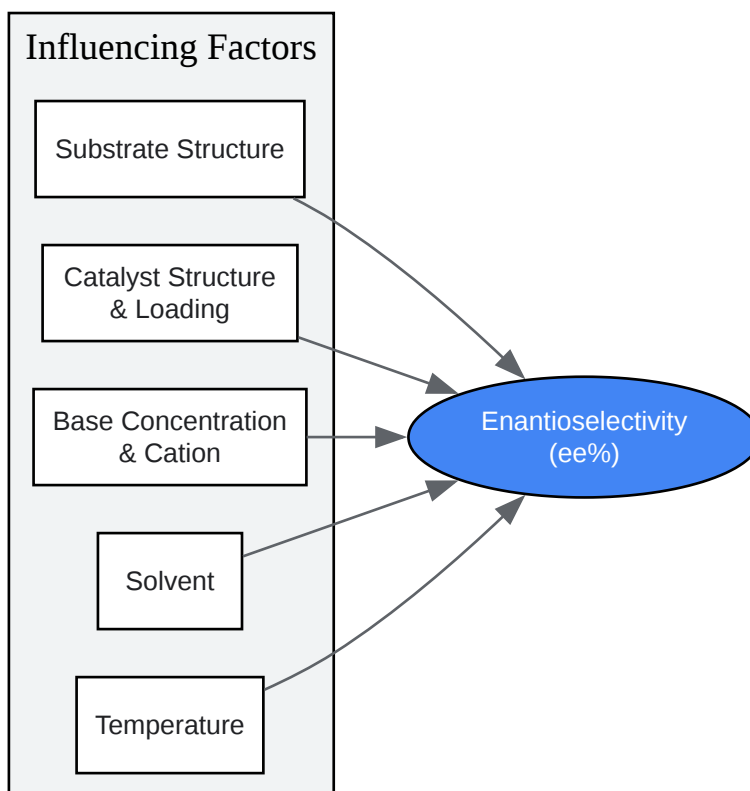 Influencing Factors
Substrate Structure
Catalyst Structure
& Loading
Base Concentration
& Cation
Solvent
Temperature
Enantioselectivity
(ee%)